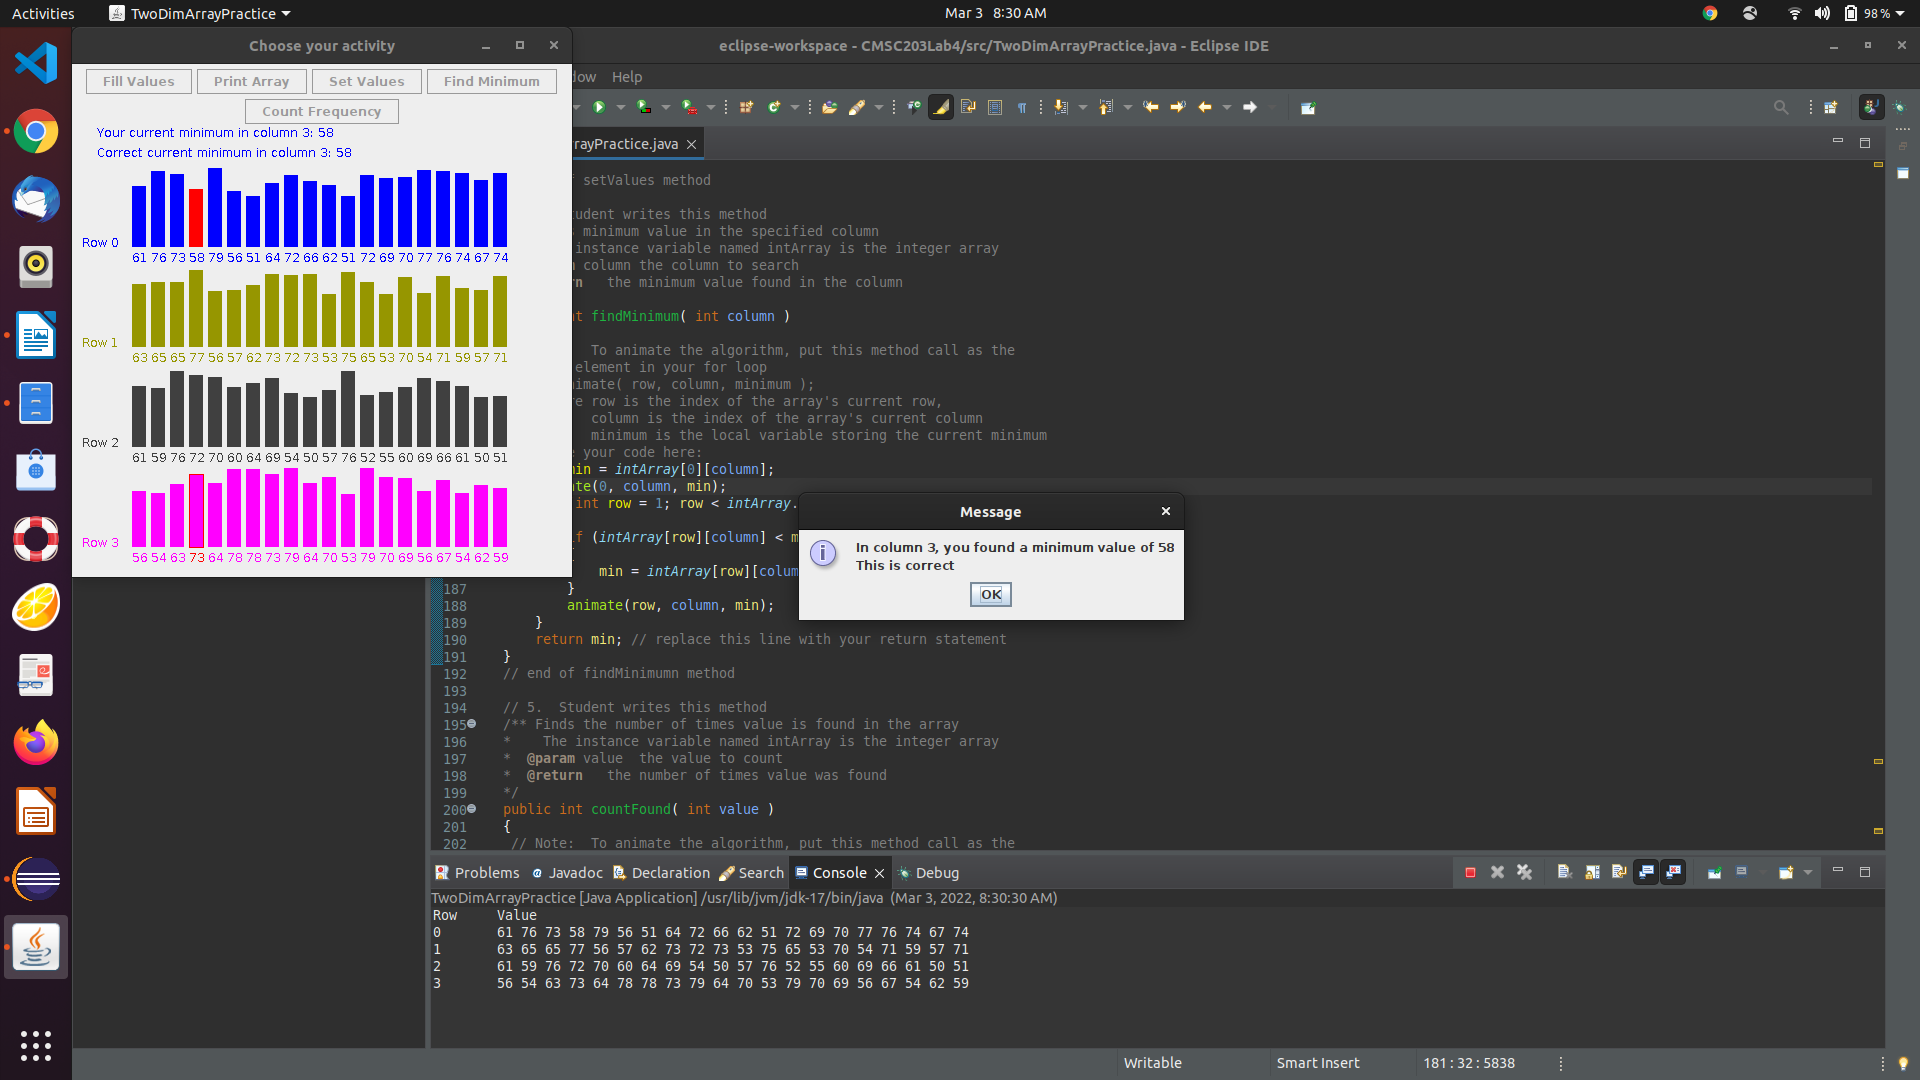 Activities TwoDimArrayPractice Mar 3 8:30 AM 98 %
Choose your activity
Fill Values Print Array Set Values Find Minimum
Count Frequency
Your current minimum in column 3: 58
Correct current minimum in column 3: 58
Row 0
61 76 73 58 79 56 51 64 72 66 62 51 72 69 70 77 76 74 67 74
Row 1
63 65 65 77 56 57 62 73 72 73 53 75 65 53 70 54 71 59 57 71
Row 2
61 59 76 72 70 60 64 69 54 50 57 76 52 55 60 69 66 61 50 51
Row 3
56 54 63 73 64 78 78 73 79 64 70 53 79 70 69 56 67 54 62 59
eclipse-workspace - CMSC203Lab4/src/TwoDimArrayPractice.java - Eclipse IDE
Help
rayPractice.java
setValues method
udent writes this method
minimum value in the specified column
instance variable named intArray is the integer array
column the column to search
the minimum value found in the column
findMinimum( int column )
To animate the algorithm, put this method call as the
element in your for loop
imate( row, column, minimum );
e row is the index of the array's current row,
column is the index of the array's current column
minimum is the local variable storing the current minimum
e your code here:
min = intArray[0][column];
te(0, column, min);
int row = 1; row < intArray.
f (intArray[row][column] < m
min = intArray[row][colum
187 }
188 animate(row, column, min);
189 }
190 return min; // replace this line with your return statement
191 }
192 // end of findMinimumn method
193
194 // 5. Student writes this method
195 /** Finds the number of times value is found in the array
196 * The instance variable named intArray is the integer array
197 * @param value the value to count
198 * @return the number of times value was found
199 */
200 public int countFound( int value )
201 {
202 // Note: To animate the algorithm, put this method call as the
Message
In column 3, you found a minimum value of 58
This is correct
OK
Problems Javadoc Declaration Search Console Debug
TwoDimArrayPractice [Java Application] /usr/lib/jvm/jdk-17/bin/java (Mar 3, 2022, 8:30:30 AM)
Row Value
0 61 76 73 58 79 56 51 64 72 66 62 51 72 69 70 77 76 74 67 74
1 63 65 65 77 56 57 62 73 72 73 53 75 65 53 70 54 71 59 57 71
2 61 59 76 72 70 60 64 69 54 50 57 76 52 55 60 69 66 61 50 51
3 56 54 63 73 64 78 78 73 79 64 70 53 79 70 69 56 67 54 62 59
Writable Smart Insert 181 : 32 : 5838